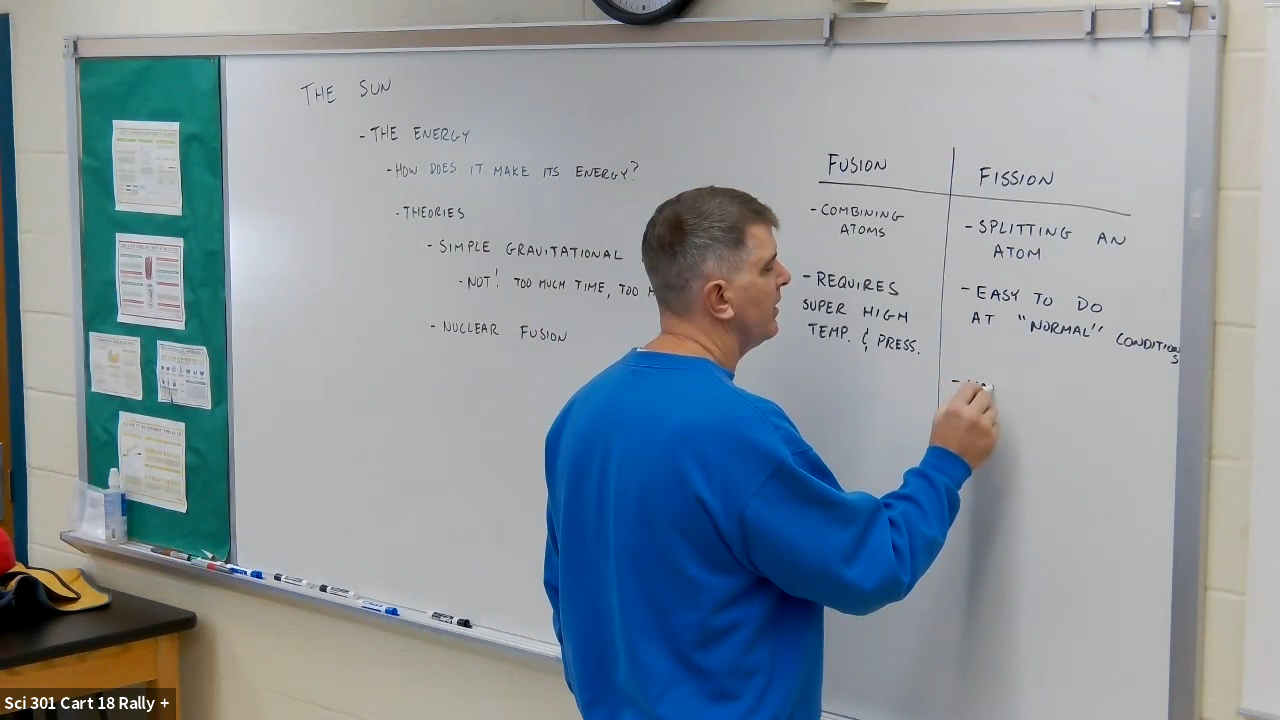 THE SUN
- THE ENERGY
- HOW DOES IT MAKE ITS ENERGY?
- THEORIES
- SIMPLE GRAVITATIONAL
- NOT! TOO MUCH TIME, TOO
- NUCLEAR FUSION
FUSION
- COMBINING
ATOMS
- REQUIRES
SUPER HIGH
TEMP. & PRESS.
FISSION
- SPLITTING AN
ATOM
- EASY TO DO
AT "NORMAL" CONDITIONS
Sci 301 Cart 18 Rally +